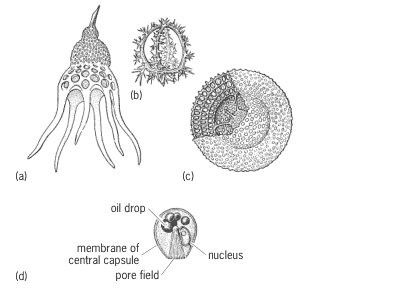 (b)
(a)
(c)
oil drop
membrane of
central capsule
nucleus
pore field
(d)